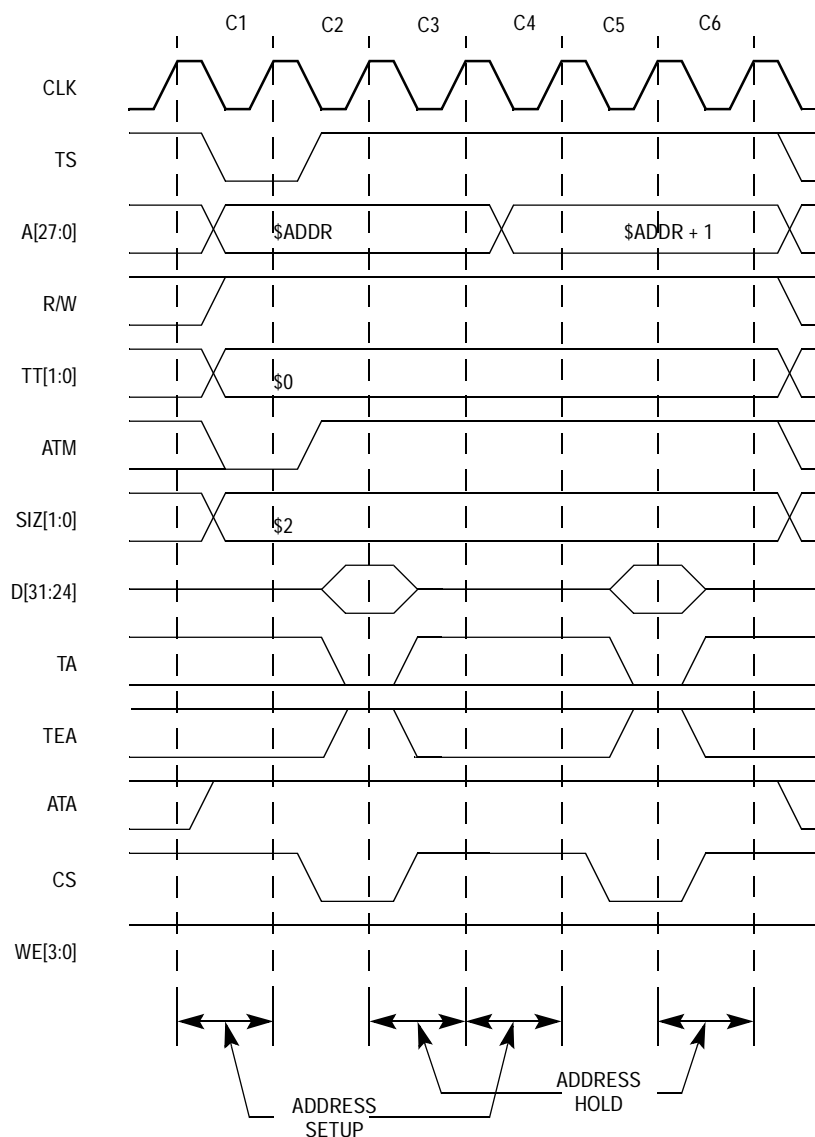 C1 C2 C3 C4 C5 C6
CLK
TS
A[27:0] $ADDR $ADDR + 1
R/W
TT[1:0] $0
ATM
SIZ[1:0] $2
D[31:24]
TA
TEA
ATA
CS
WE[3:0]
ADDRESS
HOLD
ADDRESS
SETUP